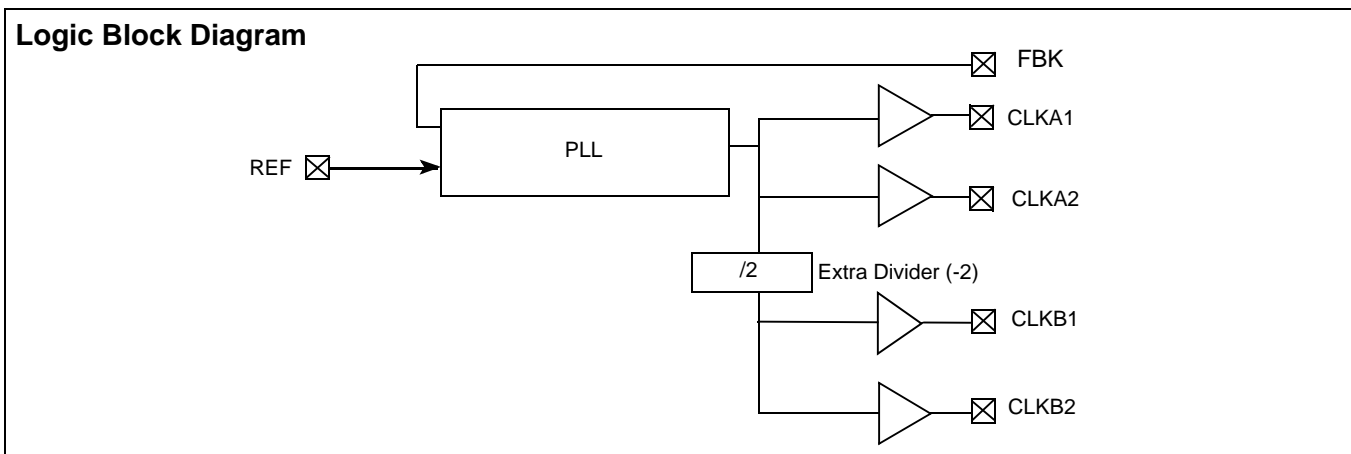 Logic Block Diagram
FBK
CLKA1
PLL
REF
CLKA2
/2
Extra Divider (-2)
CLKB1
CLKB2